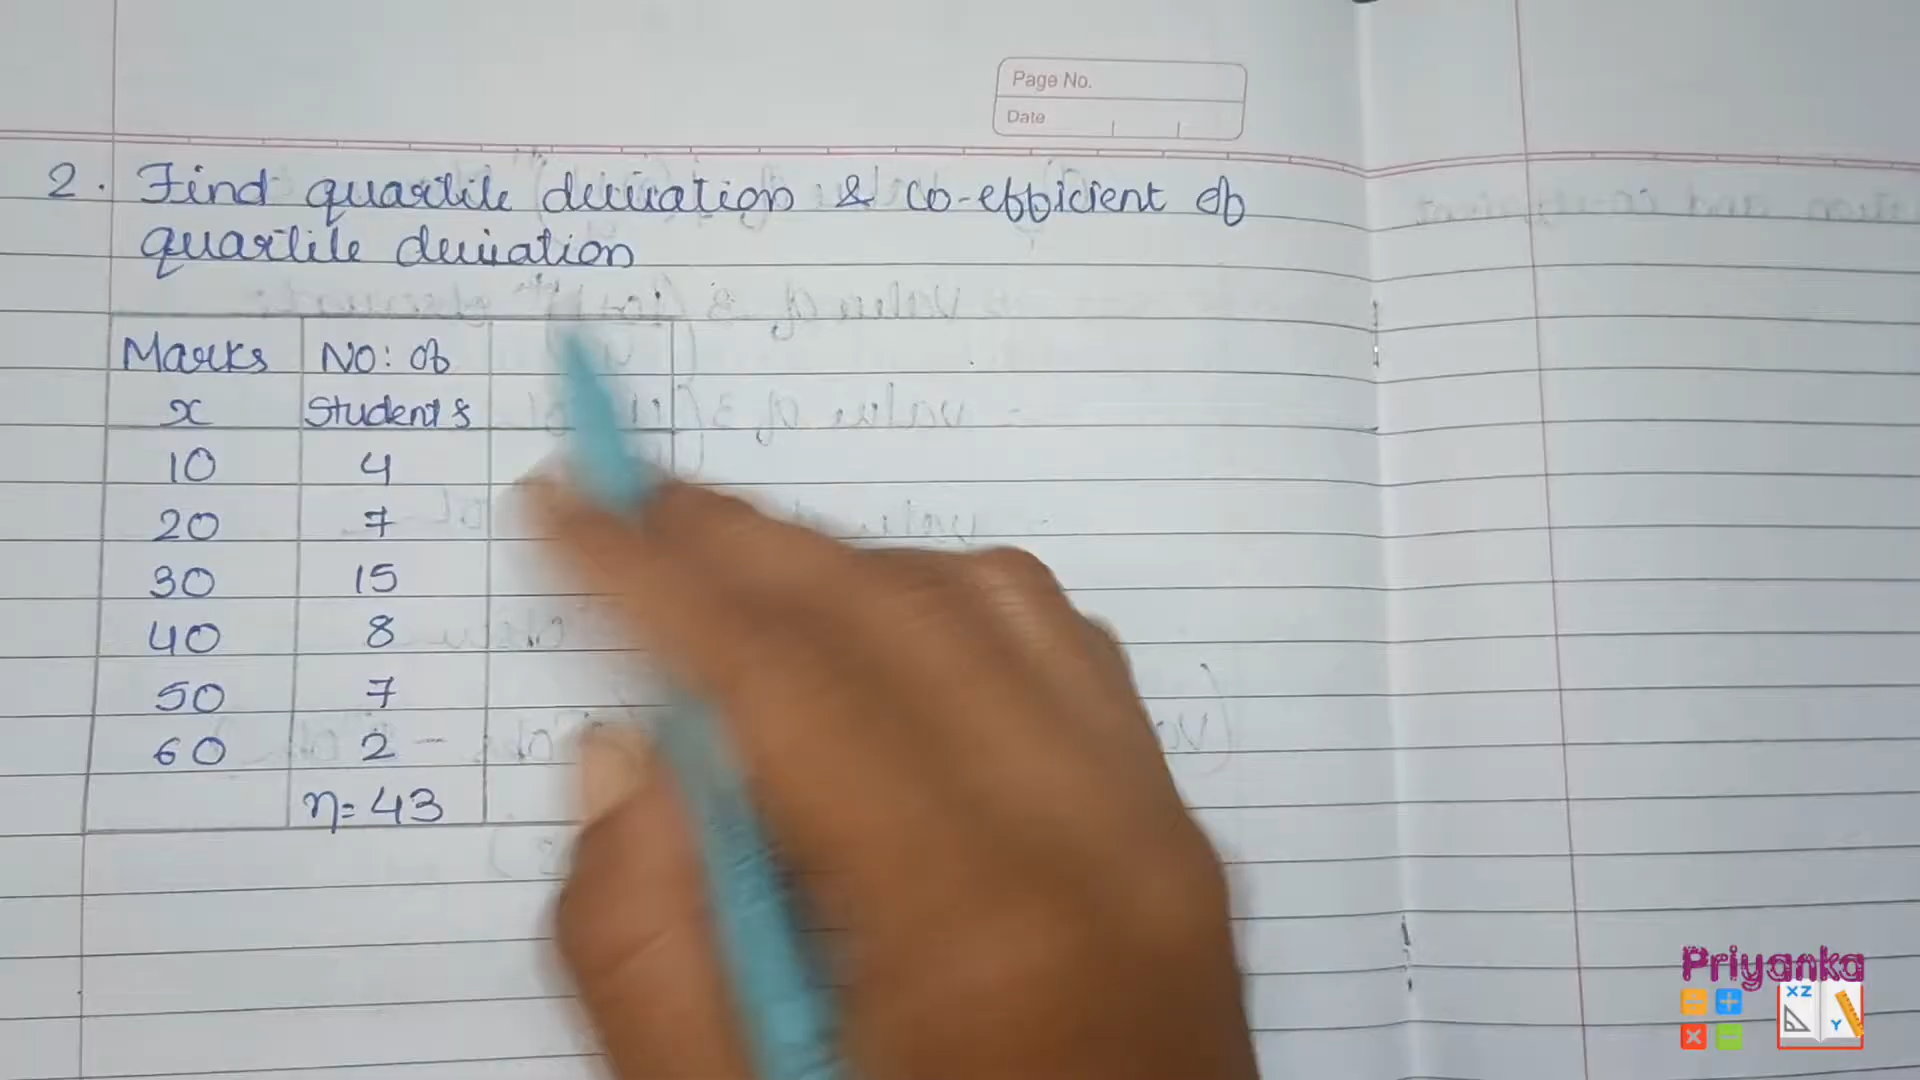 Page No.
Date
2. Find quartile deviation & co-efficient of
quartile deviation
Marks No: of
x Students
10 4
20 7
30 15
40 8
50 7
60 2 -
n= 43
Priyanka
XZ
Y